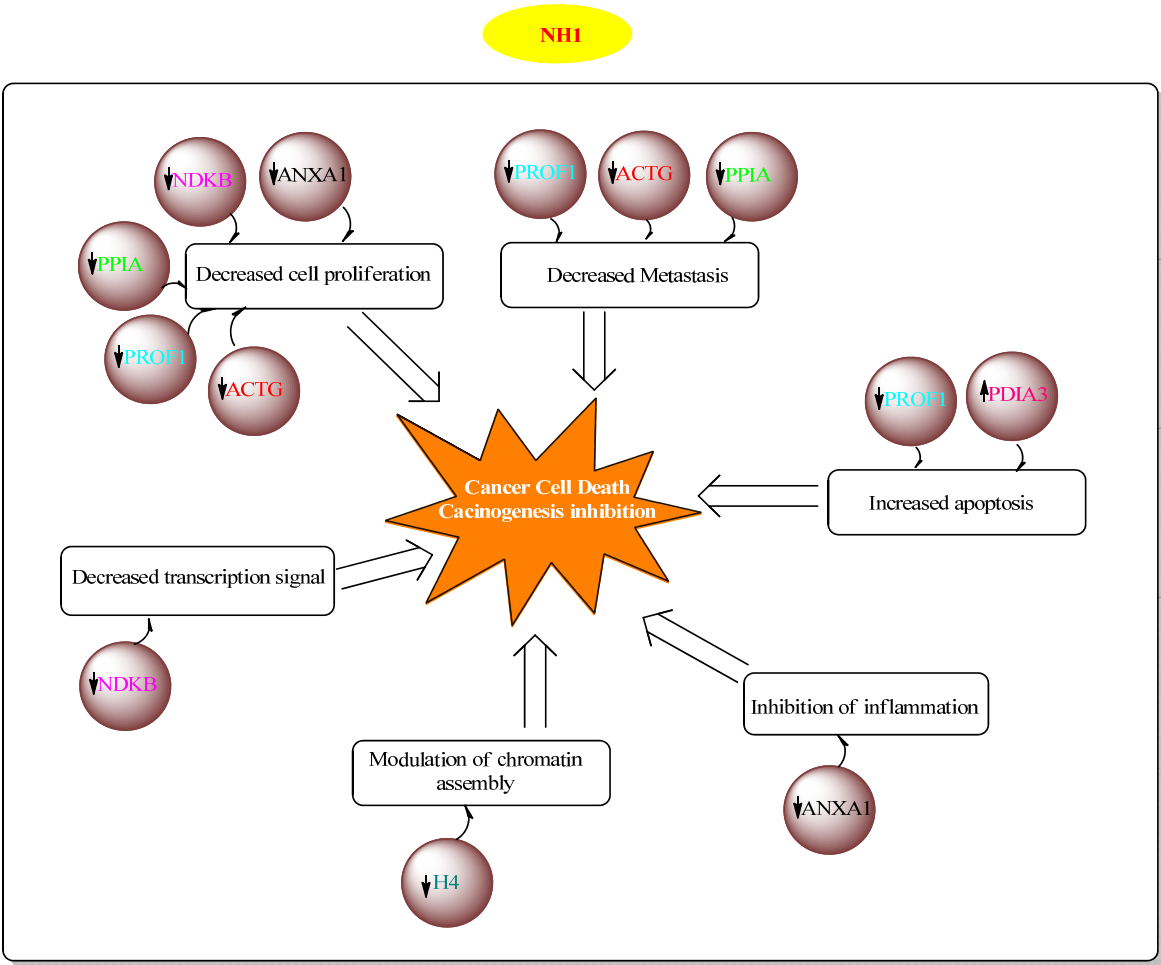 NH1
NDKB
ANXA1
PROF1
ACTG
PPIA
PPIA
Decreased cell proliferation
Decreased Metastasis
PROF1
ACTG
PROF1
PDIA3
Cancer Cell Death
Cacinogenesis inhibition
Increased apoptosis
Decreased transcription signal
NDKB
Inhibition of inflammation
Modulation of chromatin
assembly
ANXA1
H4